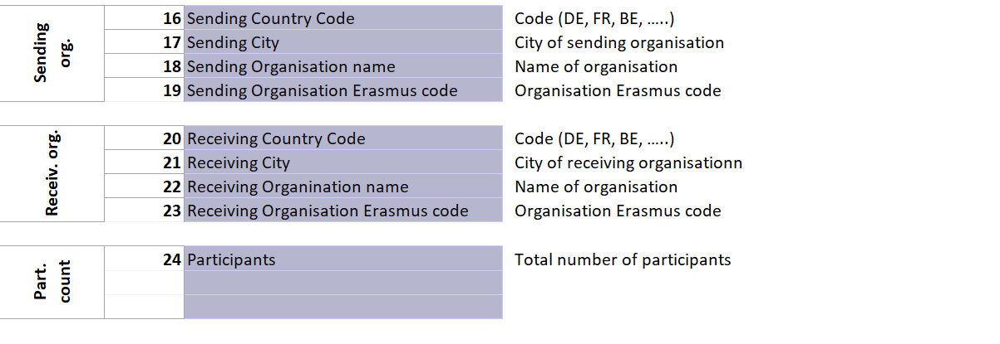 Sending org.
16 Sending Country Code Code (DE, FR, BE, .....)
17 Sending City City of sending organisation
18 Sending Organisation name Name of organisation
19 Sending Organisation Erasmus code Organisation Erasmus code
Receiv. org.
20 Receiving Country Code Code (DE, FR, BE, .....)
21 Receiving City City of receiving organisationn
22 Receiving Organination name Name of organisation
23 Receiving Organisation Erasmus code Organisation Erasmus code
Part. count
24 Participants Total number of participants